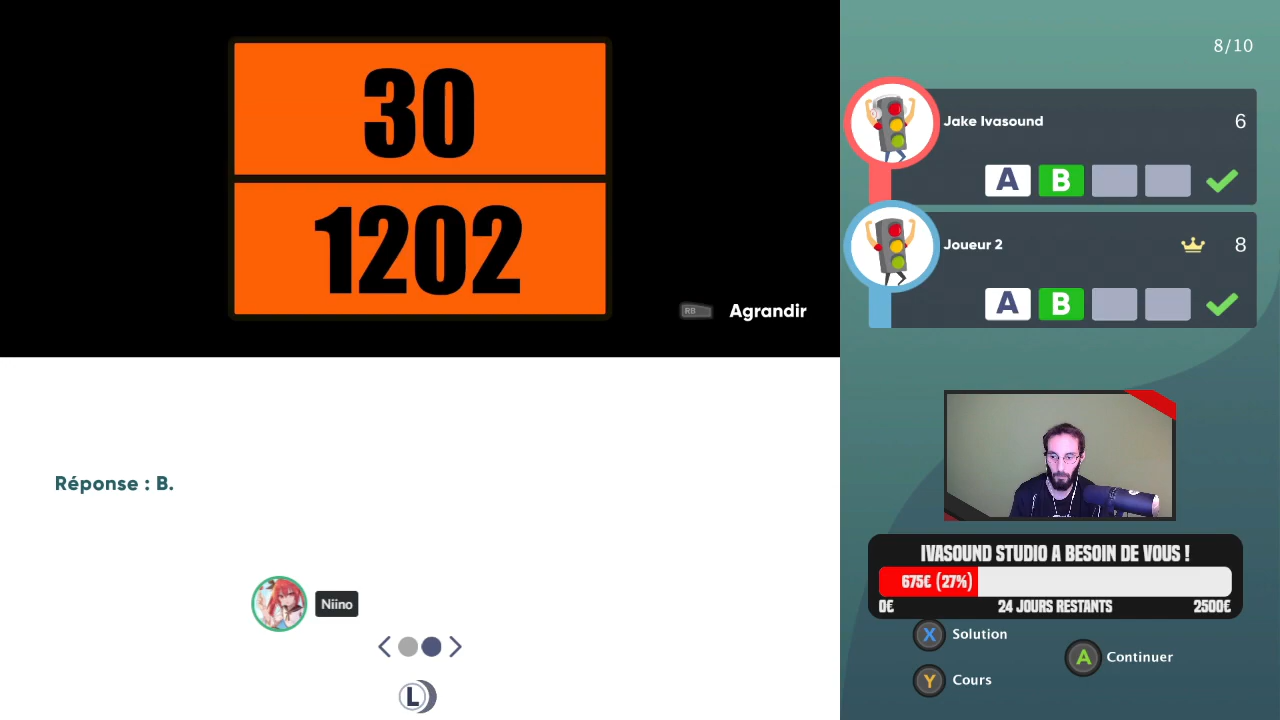 30
1202
RB Agrandir
Réponse : B.
Niino
L
8/10
Jake Ivasound 6
A B
Joueur 2 8
A B
IVASOUND STUDIO A BESOIN DE VOUS !
675€ (27%)
0€ 24 JOURS RESTANTS 2500€
X Solution
A Continuer
Y Cours